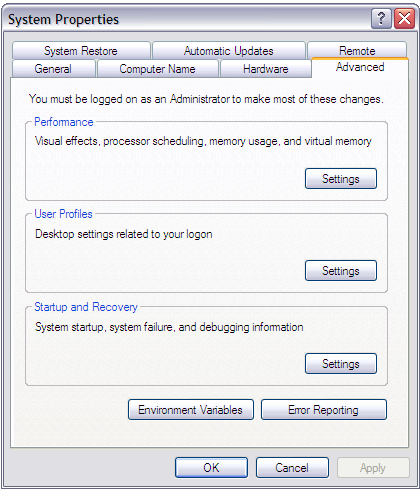 System Properties
System Restore Automatic Updates Remote
General Computer Name Hardware Advanced
You must be logged on as an Administrator to make most of these changes.
Performance
Visual effects, processor scheduling, memory usage, and virtual memory
Settings
User Profiles
Desktop settings related to your logon
Settings
Startup and Recovery
System startup, system failure, and debugging information
Settings
Environment Variables Error Reporting
OK Cancel Apply